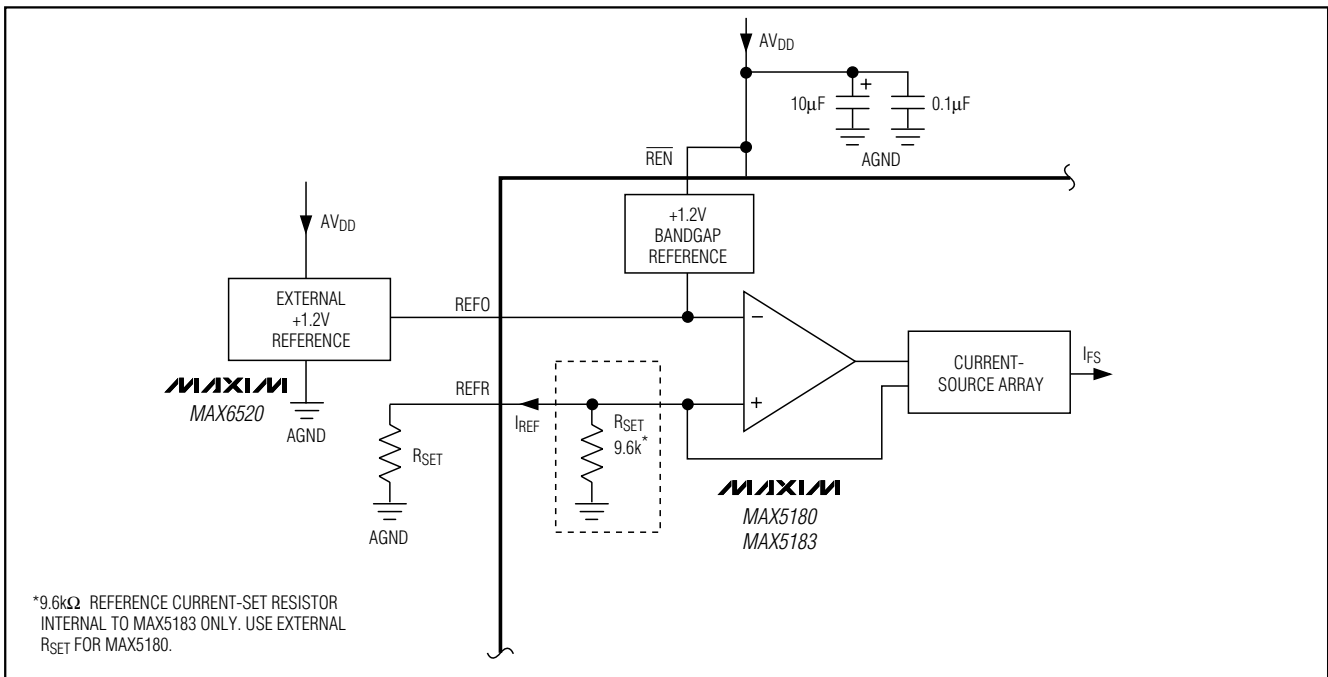 AVDD
10µF
+
0.1µF
REN
AGND
AVDD
+1.2V
BANDGAP
REFERENCE
EXTERNAL
+1.2V
REFERENCE
REFO
−
CURRENT-
SOURCE ARRAY
IFS
MAXIM
MAX6520
AGND
REFR
IREF
RSET
9.6k*
+
RSET
AGND
MAXIM
MAX5180
MAX5183
*9.6kΩ REFERENCE CURRENT-SET RESISTOR
INTERNAL TO MAX5183 ONLY. USE EXTERNAL
RSET FOR MAX5180.